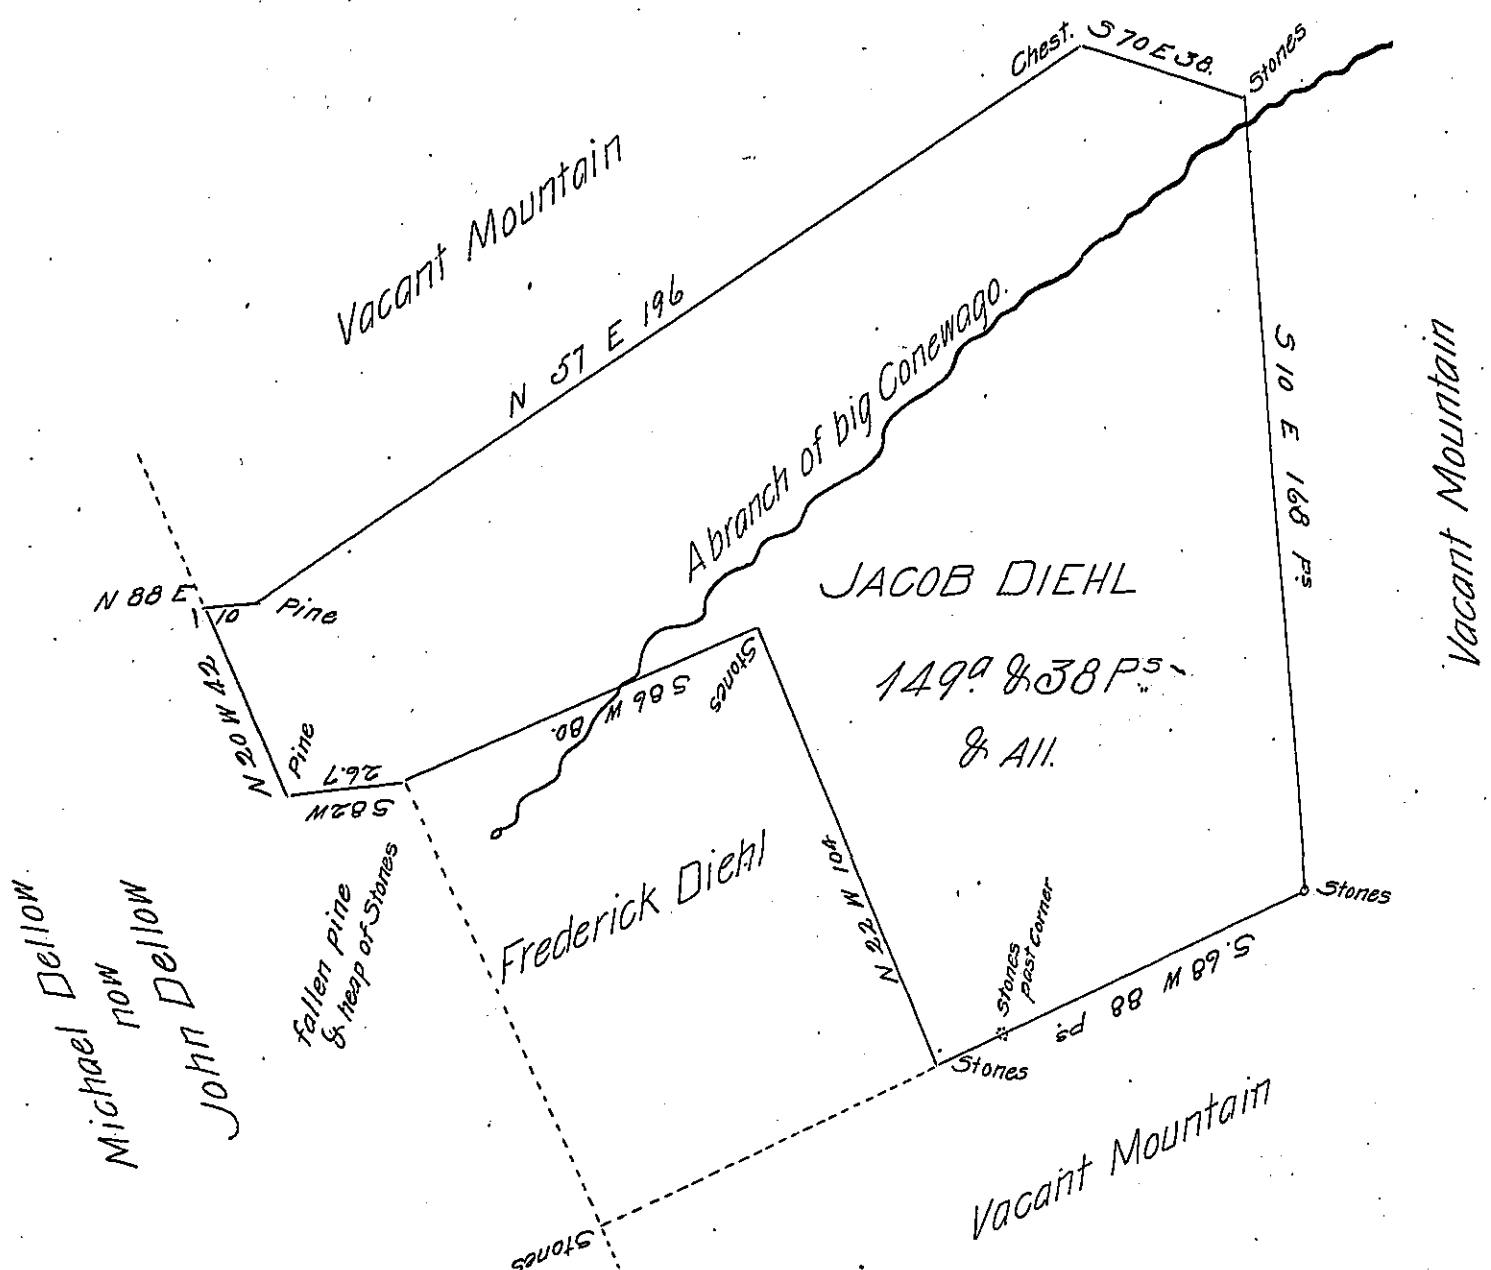 Chest.
S 70 E 38.
Stones
Vacant Mountain
N 57 E 196
A branch of big Conewago.
S 10 E 168 Ps
Vacant Mountain
N 88 E
10
Pine
JACOB DIEHL
149a & 38 Ps
& All.
N 20 W 42
Pine
26.7
S 82 W
S 86 W 80.
Stones
Frederick Diehl
N 22 W 104
fallen pine
& heap of Stones
Michael Dellow
now
John Dellow
Stones
past Corner
Stones
S. 68 W 88 ps
Stones
Vacant Mountain
Stones